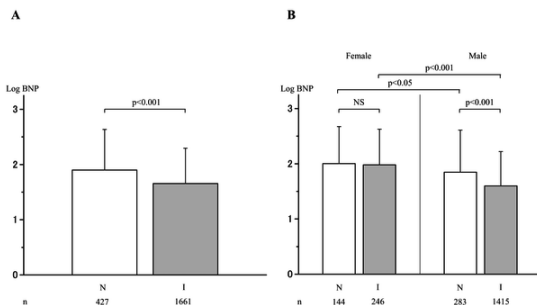 A
Log BNP
p<0.001
3
2
1
0
N I
n 427 1661
B
Female Male
p<0.001
Log BNP
p<0.05
NS p<0.001
3
2
1
0
N I N I
n 144 246 283 1415